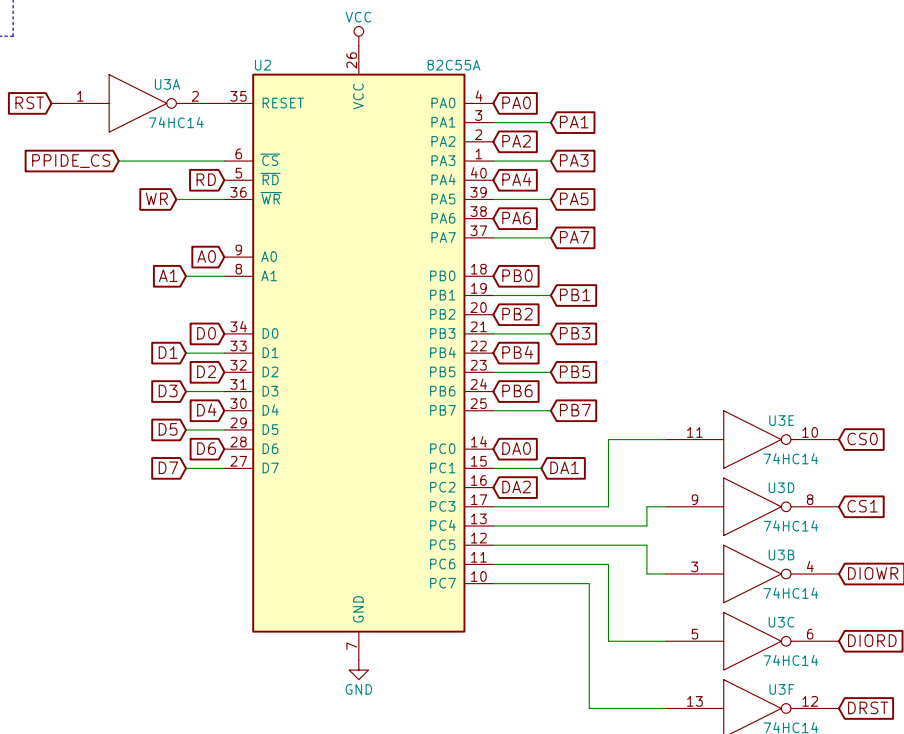 VCC
26
U2
82C55A
VCC
U3A
RST
1
2
74HC14
35
RESET
PPIDE_CS
6
CS
RD
5
RD
WR
36
WR
A0
9
A0
A1
8
A1
D0
34
D0
D1
33
D1
D2
32
D2
D3
31
D3
D4
30
D4
D5
29
D5
D6
28
D6
D7
27
D7
PA0
4
PA0
PA1
3
PA1
PA2
2
PA2
PA3
1
PA3
PA4
40
PA4
PA5
39
PA5
PA6
38
PA6
PA7
37
PA7
PB0
18
PB0
PB1
19
PB1
PB2
20
PB2
PB3
21
PB3
PB4
22
PB4
PB5
23
PB5
PB6
24
PB6
PB7
25
PB7
PC0
14
DA0
PC1
15
DA1
PC2
16
DA2
PC3
17
PC4
13
PC5
12
PC6
11
PC7
10
GND
7
GND
U3E
11
10
CS0
74HC14
U3D
9
8
CS1
74HC14
U3B
3
4
DIOWR
74HC14
U3C
5
6
DIORD
74HC14
U3F
13
12
DRST
74HC14